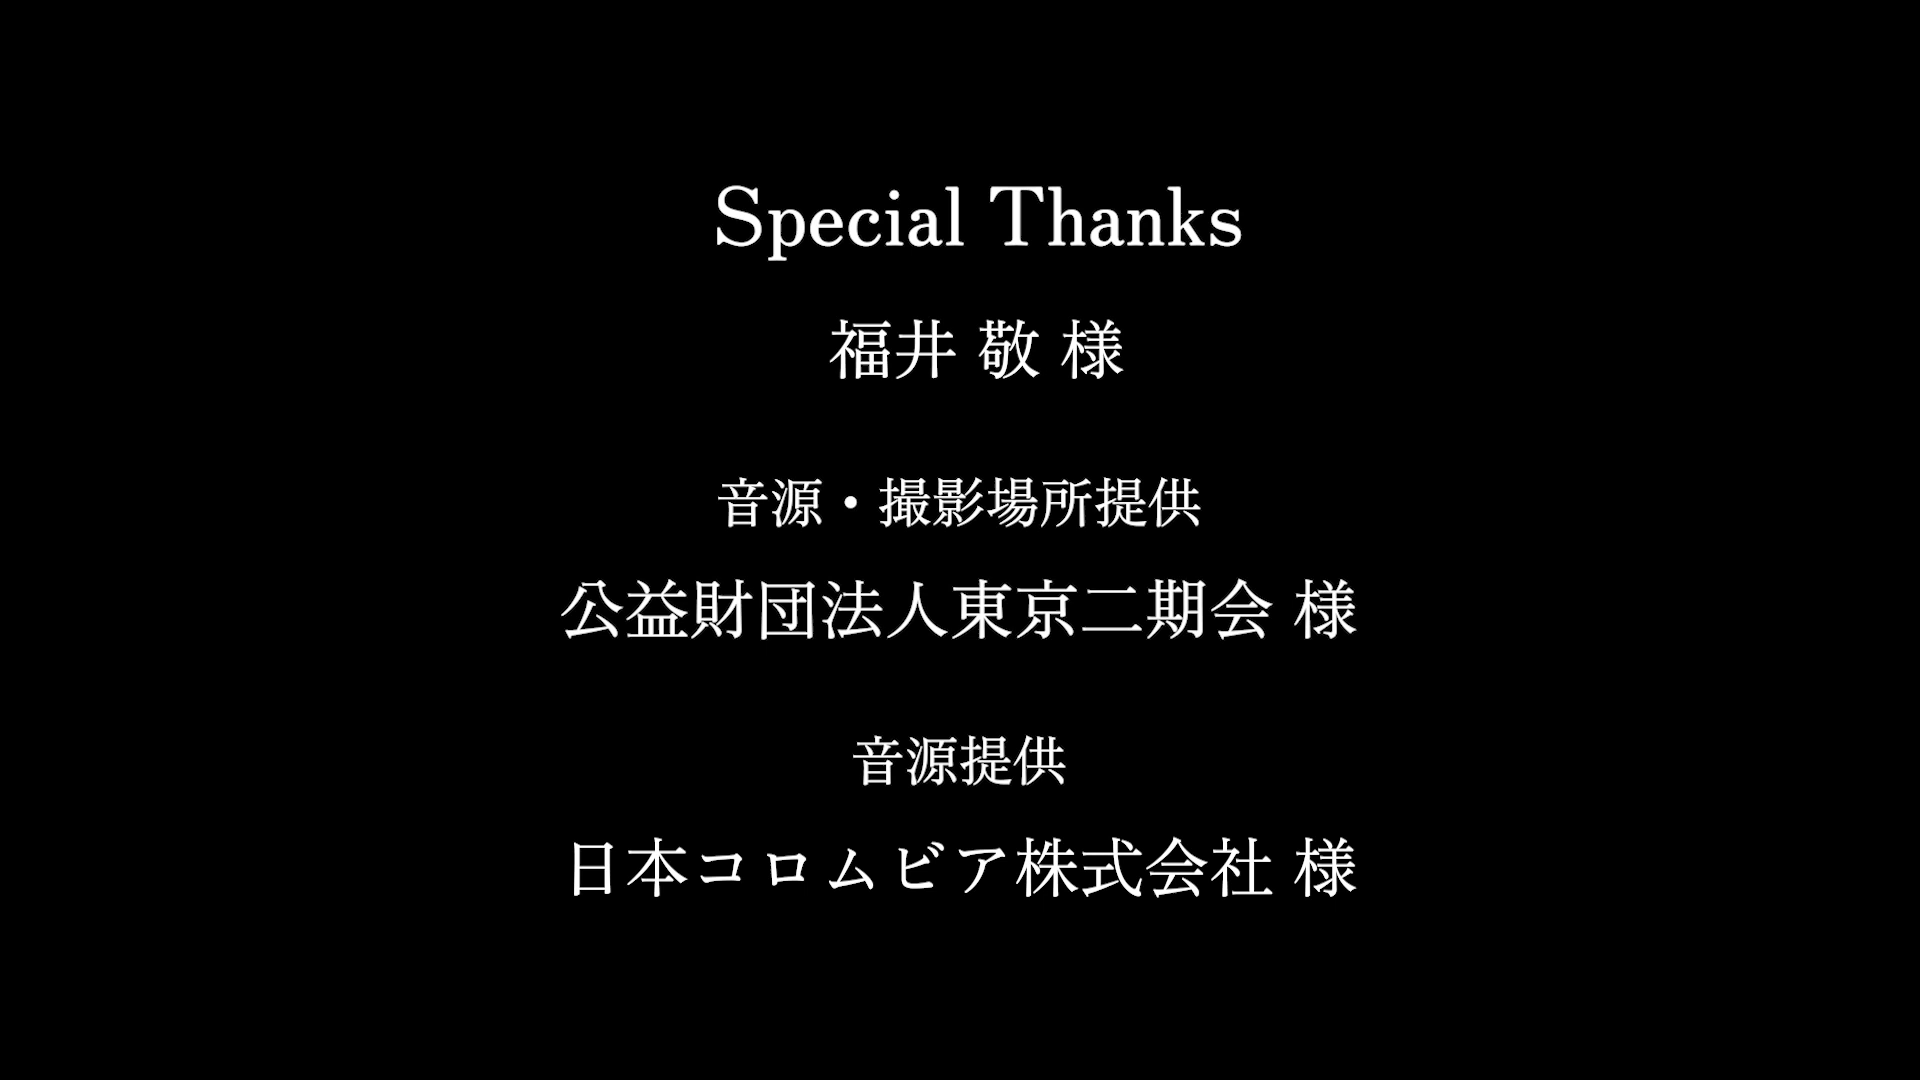 Special Thanks
福井 敬 様
音源・撮影場所提供
公益財団法人東京二期会 様
音源提供
日本コロムビア株式会社 様